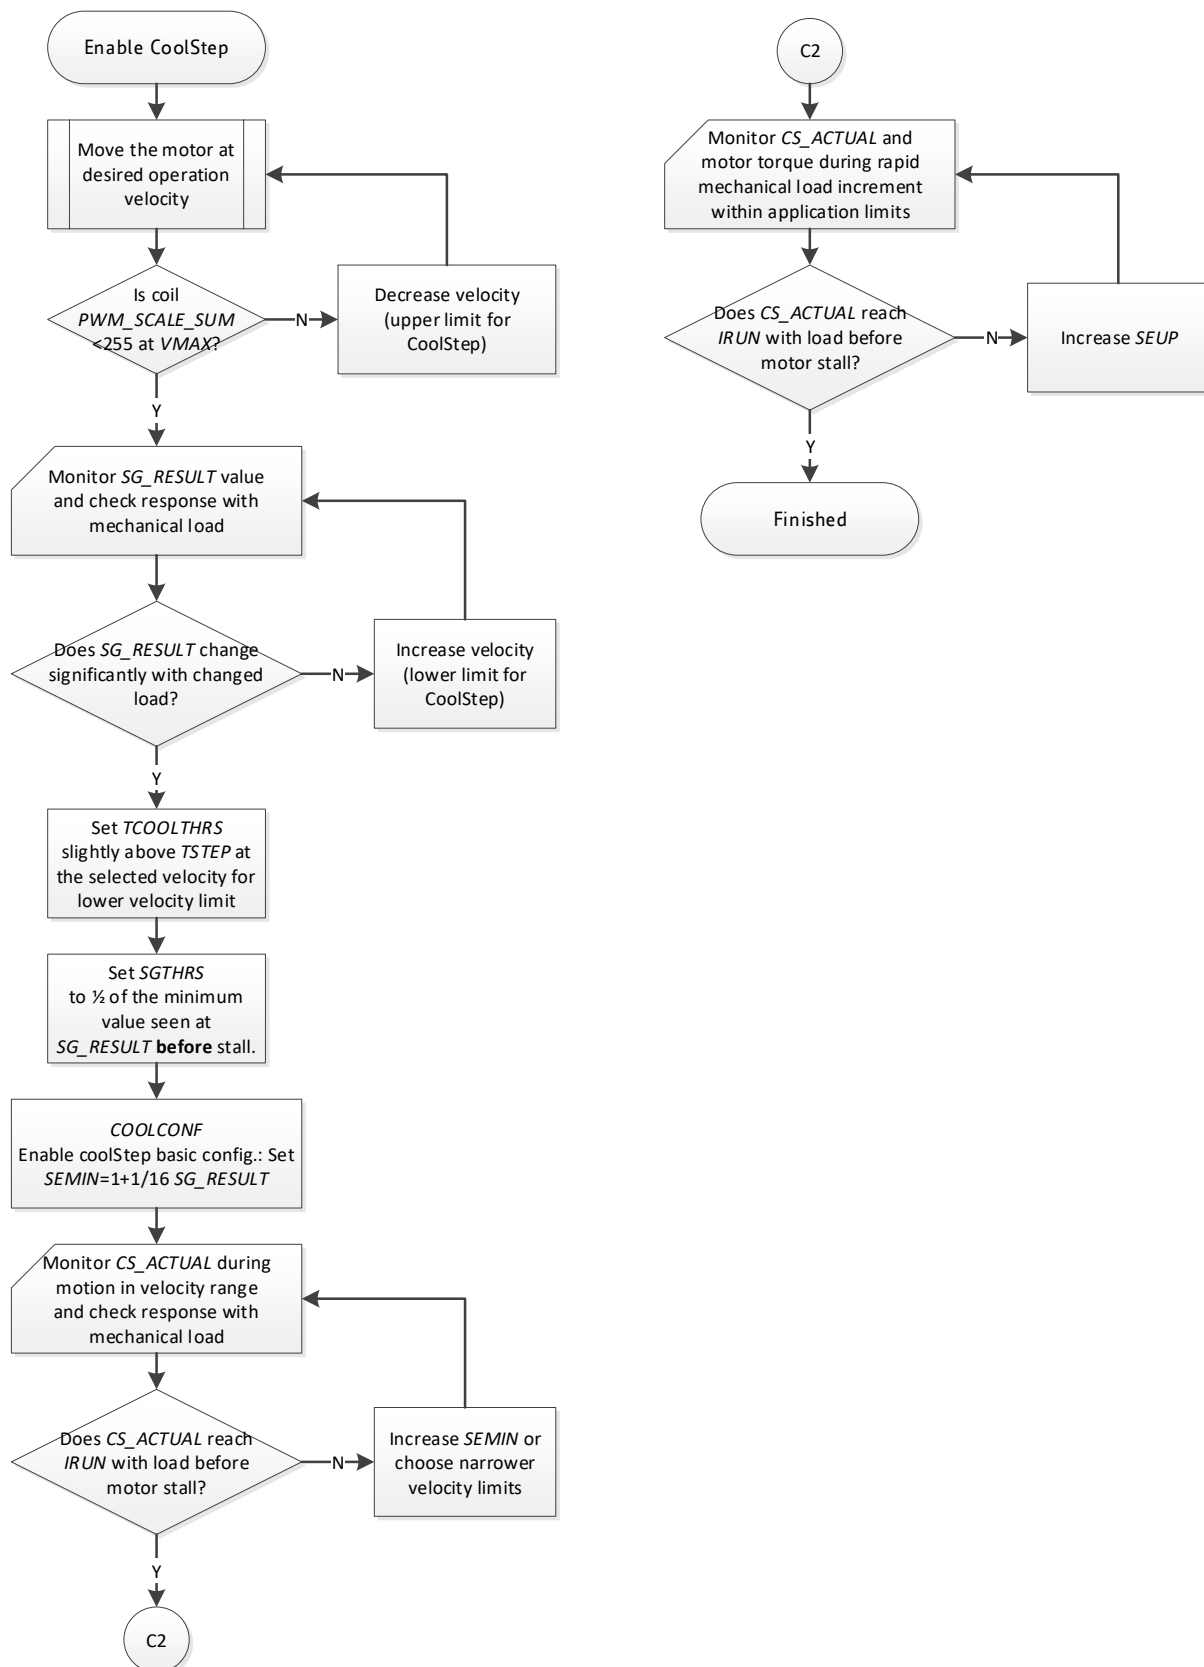 Enable CoolStep
Move the motor at
desired operation
velocity
Is coil
PWM_SCALE_SUM
<255 at VMAX?
N
Decrease velocity
(upper limit for
CoolStep)
Y
Monitor SG_RESULT value
and check response with
mechanical load
Does SG_RESULT change
significantly with changed
load?
N
Increase velocity
(lower limit for
CoolStep)
Y
Set TCOOLTHRS
slightly above TSTEP at
the selected velocity for
lower velocity limit
Set SGTHRS
to ½ of the minimum
value seen at
SG_RESULT before stall.
COOLCONF
Enable coolStep basic config.: Set
SEMIN=1+1/16 SG_RESULT
Monitor CS_ACTUAL during
motion in velocity range
and check response with
mechanical load
Does CS_ACTUAL reach
IRUN with load before
motor stall?
N
Increase SEMIN or
choose narrower
velocity limits
Y
C2
C2
Monitor CS_ACTUAL and
motor torque during rapid
mechanical load increment
within application limits
Does CS_ACTUAL reach
IRUN with load before
motor stall?
N
Increase SEUP
Y
Finished